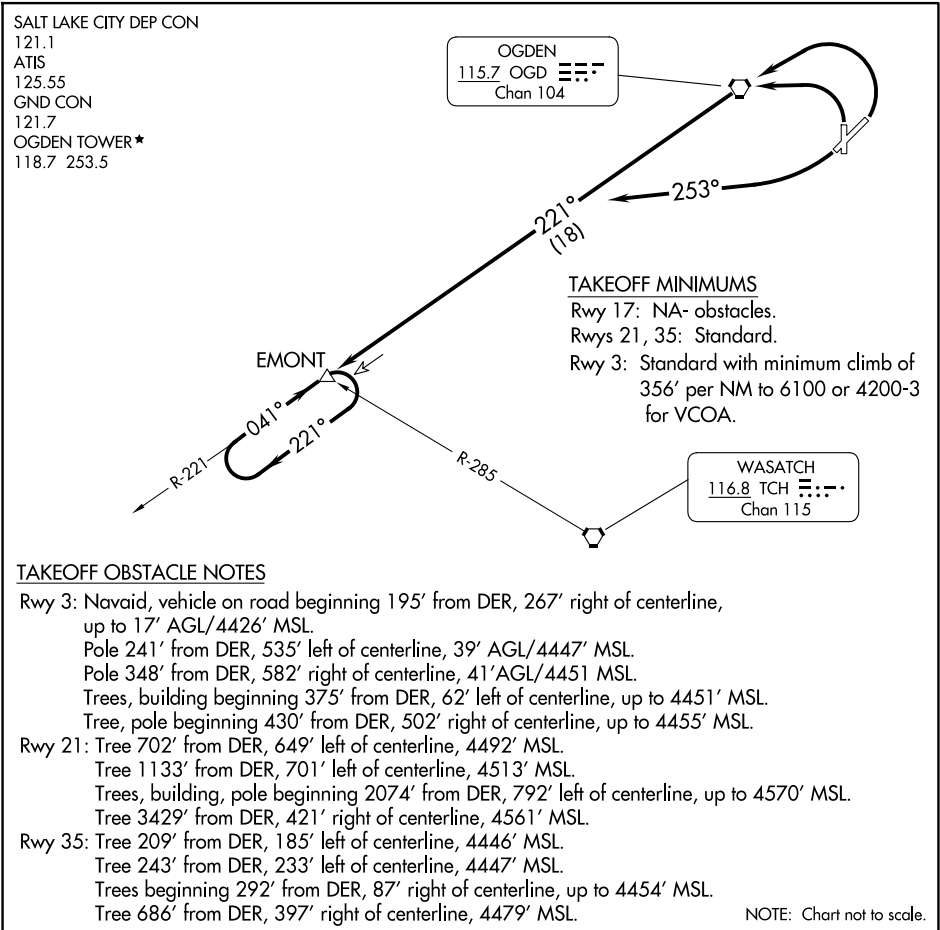 SALT LAKE CITY DEP CON
121.1
ATIS
125.55
GND CON
121.7
OGDEN TOWER★
118.7 253.5
OGDEN
115.7 OGD
Chan 104
253°
221°
(18)
TAKEOFF MINIMUMS
Rwy 17: NA- obstacles.
Rwys 21, 35: Standard.
Rwy 3: Standard with minimum climb of
356′ per NM to 6100 or 4200-3
for VCOA.
EMONT
041°
221°
R-221
R-285
WASATCH
116.8 TCH
Chan 115
TAKEOFF OBSTACLE NOTES
Rwy 3: Navaid, vehicle on road beginning 195′ from DER, 267′ right of centerline,
up to 17′ AGL/4426′ MSL.
Pole 241′ from DER, 535′ left of centerline, 39′ AGL/4447′ MSL.
Pole 348′ from DER, 582′ right of centerline, 41′AGL/4451 MSL.
Trees, building beginning 375′ from DER, 62′ left of centerline, up to 4451′ MSL.
Tree, pole beginning 430′ from DER, 502′ right of centerline, up to 4455′ MSL.
Rwy 21: Tree 702′ from DER, 649′ left of centerline, 4492′ MSL.
Tree 1133′ from DER, 701′ left of centerline, 4513′ MSL.
Trees, building, pole beginning 2074′ from DER, 792′ left of centerline, up to 4570′ MSL.
Tree 3429′ from DER, 421′ right of centerline, 4561′ MSL.
Rwy 35: Tree 209′ from DER, 185′ left of centerline, 4446′ MSL.
Tree 243′ from DER, 233′ left of centerline, 4447′ MSL.
Trees beginning 292′ from DER, 87′ right of centerline, up to 4454′ MSL.
Tree 686′ from DER, 397′ right of centerline, 4479′ MSL.
NOTE: Chart not to scale.